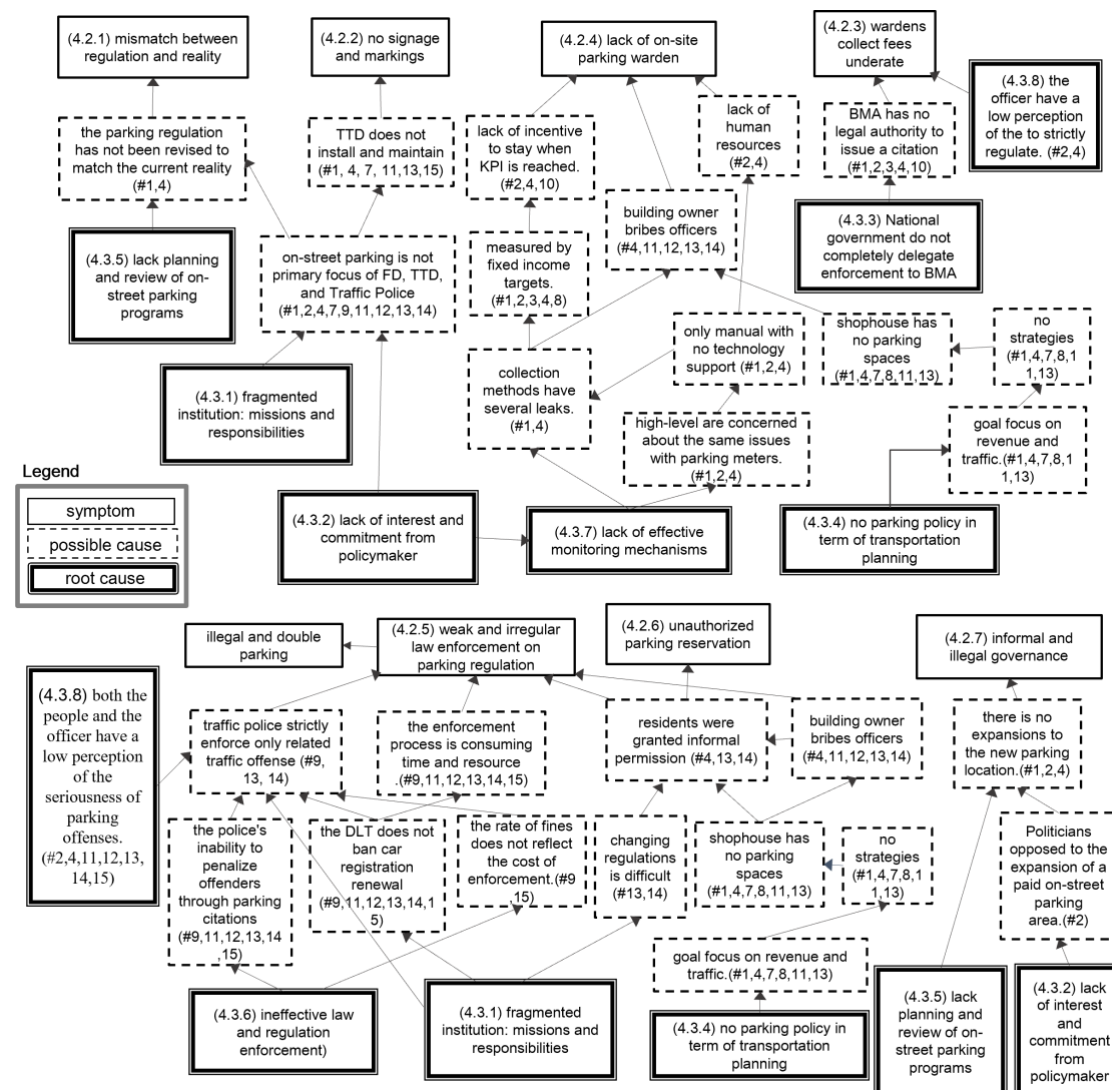 (4.2.1) mismatch between
regulation and reality
(4.2.2) no signage
and markings
(4.2.4) lack of on-site
parking warden
(4.2.3) wardens
collect fees
underate
(4.3.8) the
officer have a
low perception
of the to strictly
regulate. (#2,4)
the parking regulation
has not been revised to
match the current reality
(#1,4)
TTD does not
install and maintain
(#1, 4, 7, 11,13,15)
lack of incentive
to stay when
KPI is reached.
(#2,4,10)
lack of
human
resources
(#2,4)
BMA has no
legal authority to
issue a citation
(#1,2,3,4,10)
building owner
bribes officers
(#4,11,12,13,14)
(4.3.3) National
government do not
completely delegate
enforcement to BMA
(4.3.5) lack
planning and
review of on-
street parking
programs
on-street parking is not
primary focus of FD, TTD,
and Traffic Police
(#1,2,4,7,9,11,12,13,14)
measured by
fixed income
targets.
(#1,2,3,4,8)
only manual with
no technology
support (#1,2,4)
shophouse has
no parking
spaces
(#1,4,7,8,11,13)
no
strategies
(#1,4,7,8,1
1,13)
(4.3.1) fragmented
institution: missions and
responsibilities
collection
methods have
several leaks.
(#1,4)
high-level are concerned
about the same issues
with parking meters.
(#1,2,4)
goal focus on
revenue and
traffic.(#1,4,7,8,1
1,13)
Legend
symptom
possible cause
root cause
(4.3.2) lack of interest and
commitment from
policymaker
(4.3.7) lack of effective
monitoring mechanisms
(4.3.4) no parking policy in
term of transportation
planning
illegal and double
parking
(4.2.5) weak and irregular
law enforcement on
parking regulation
(4.2.6) unauthorized
parking reservation
(4.2.7) informal and
illegal governance
(4.3.8) both the
people and the
officer have a
low perception
of the
seriousness of
parking
offenses.
(#2,4,11,12,13,
14,15)
traffic police strictly
enforce only related
traffic offense (#9,
13, 14)
the enforcement
process is consuming
time and resource
.(#9,11,12,13,14,15)
residents were
granted informal
permission (#4,13,14)
building owner
bribes officers
(#4,11,12,13,14)
there is no
expansions to
the new parking
location.(#1,2,4)
the police's
inability to
penalize
offenders
through parking
citations
(#9,11,12,13,14
,15)
the DLT does not
ban car
registration
renewal
(#9,11,12,13,14,1
5)
the rate of fines
does not reflect
the cost of
enforcement.(#9
,15)
changing
regulations
is difficult
(#13,14)
shophouse has
no parking
spaces
(#1,4,7,8,11,13)
no
strategies
(#1,4,7,8,1
1,13)
Politicians
opposed to the
expansion of a
paid on-street
parking
area.(#2)
goal focus on revenue and
traffic.(#1,4,7,8,11,13)
(4.3.6) ineffective law
and regulation
enforcement)
(4.3.1) fragmented
institution: missions and
responsibilities
(4.3.4) no parking policy in
term of transportation
planning
(4.3.5) lack
planning and
review of on-
street parking
programs
(4.3.2) lack
of interest
and
commitment
from
policymaker